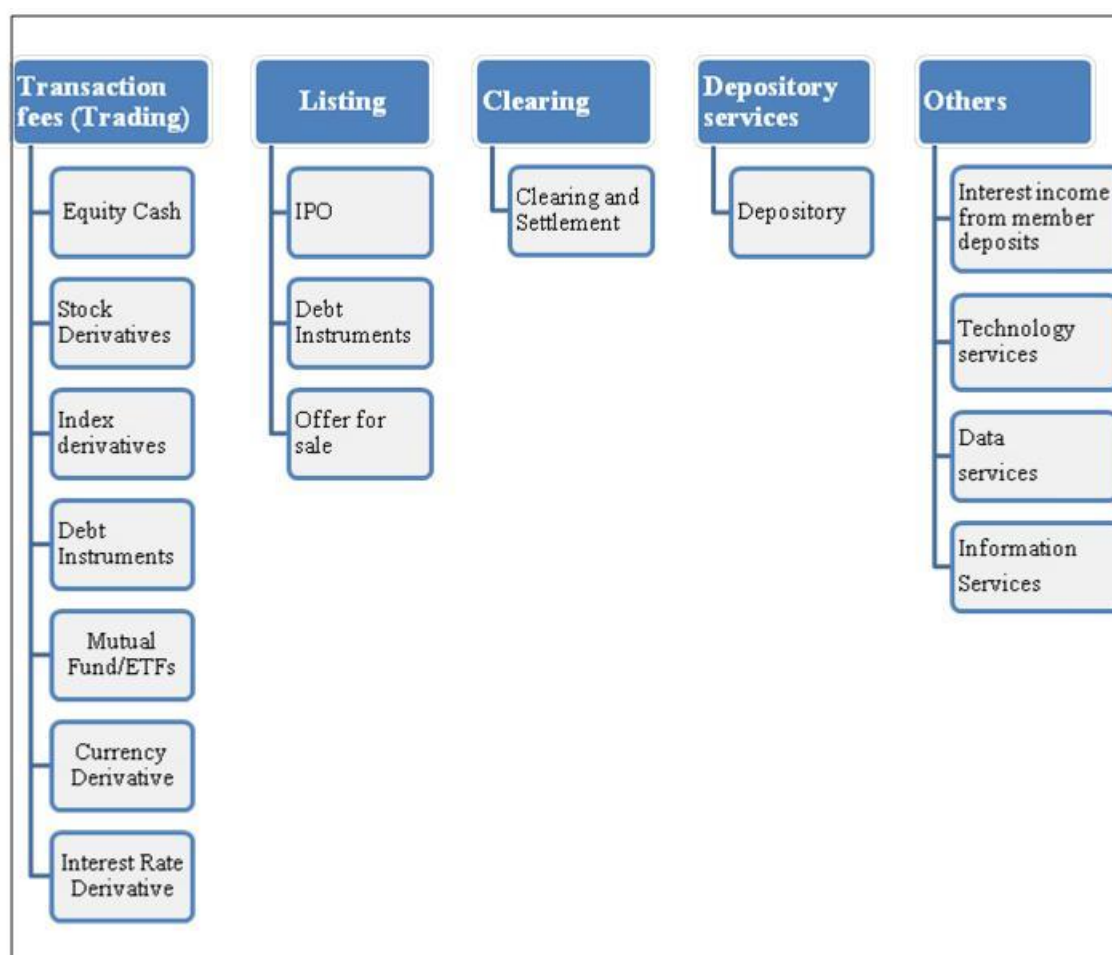 Transaction
fees (Trading)
Equity Cash
Stock
Derivatives
Index
derivatives
Debt
Instruments
Mutual
Fund/ETFs
Currency
Derivative
Interest Rate
Derivative
Listing
IPO
Debt
Instruments
Offer for
sale
Clearing
Clearing and
Settlement
Depository
services
Depository
Others
Interest income
from member
deposits
Technology
services
Data
services
Information
Services